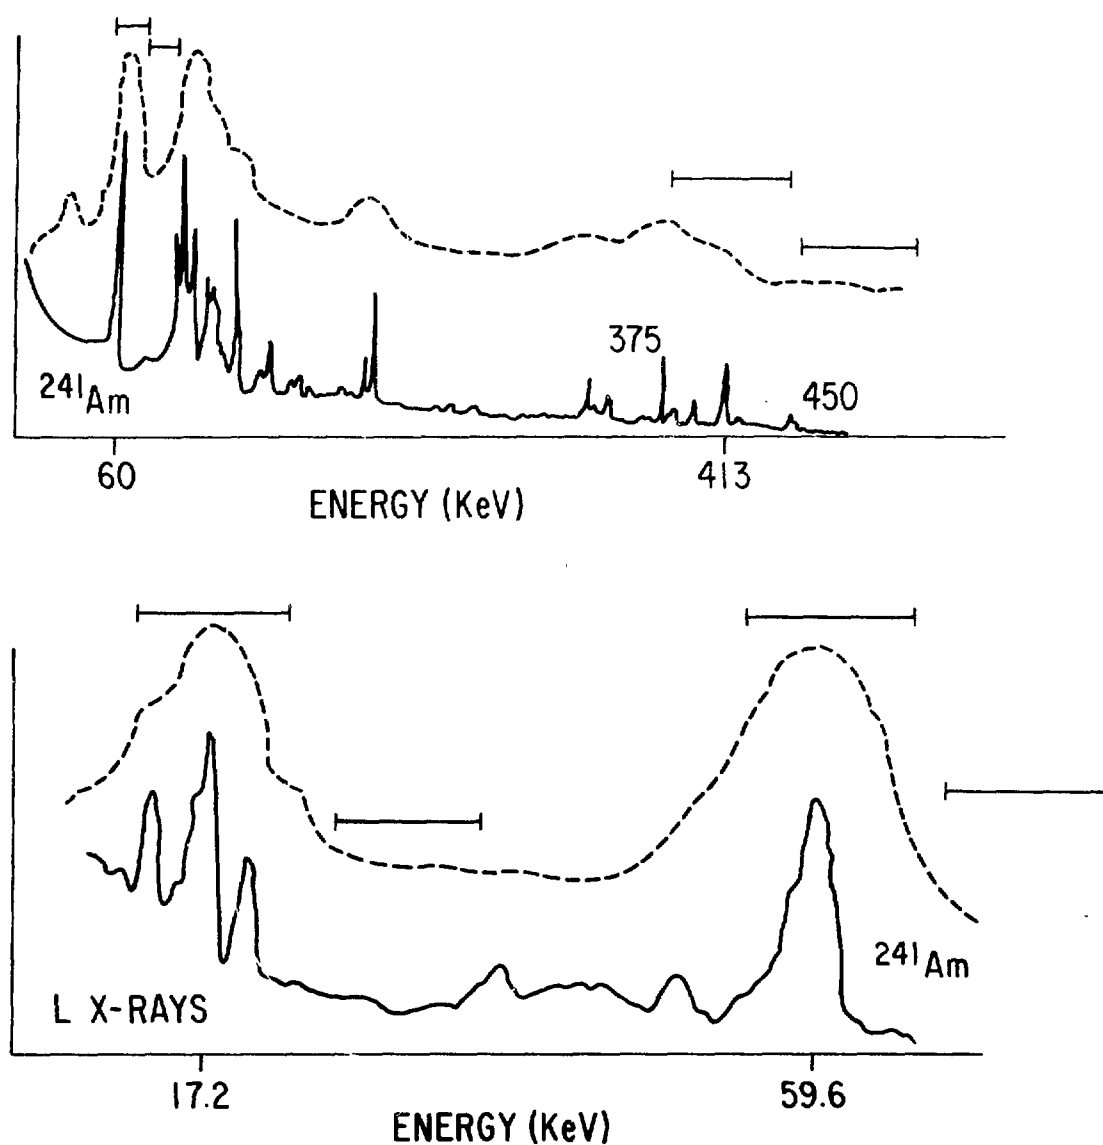 375
450
²⁴¹Am
60
413
ENERGY (KeV)
²⁴¹Am
L X-RAYS
17.2
59.6
ENERGY (KeV)